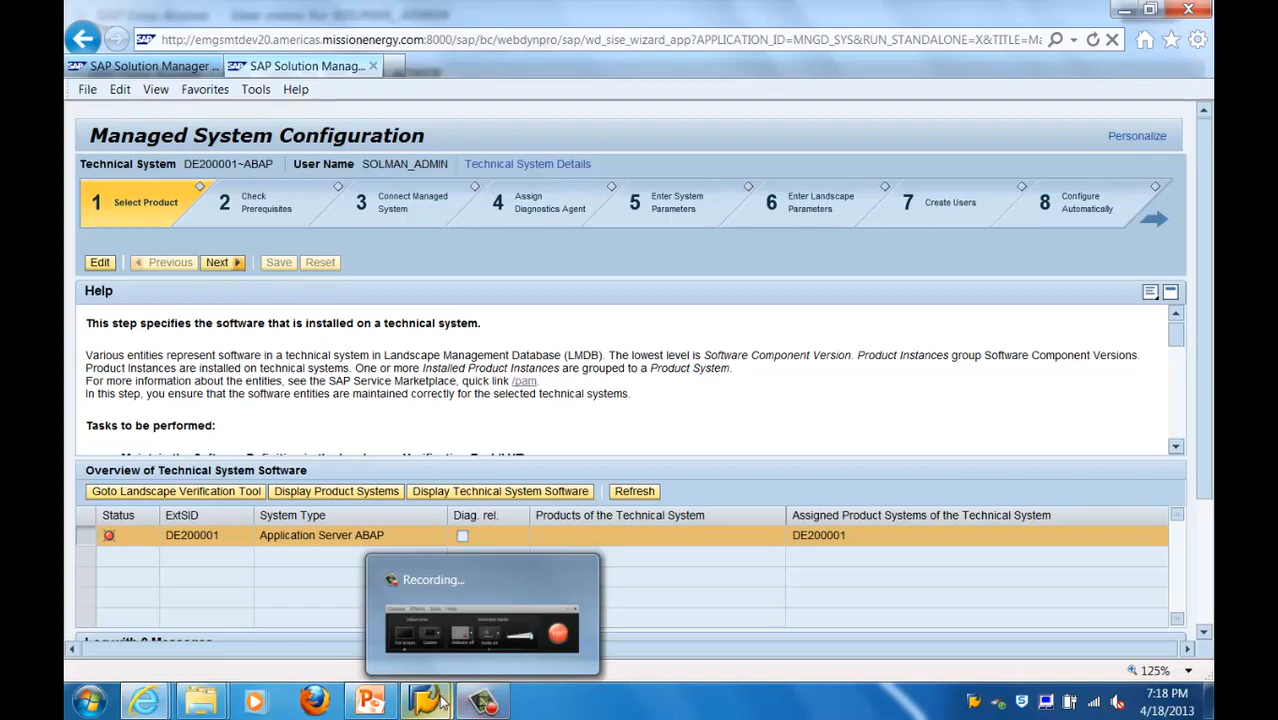 http://emgsmtdev20.americas.missionenergy.com:8000/sap/bc/webdynpro/sap/wd_sise_wizard_app?APPLICATION_ID=MNGD_SYS&RUN_STANDALONE=X&TITLE=Ma
SAP Solution Manager ...
SAP Solution Manag...
File Edit View Favorites Tools Help
Managed System Configuration
Personalize
Technical System DE200001~ABAP User Name SOLMAN_ADMIN Technical System Details
1 Select Product
2 Check Prerequisites
3 Connect Managed System
4 Assign Diagnostics Agent
5 Enter System Parameters
6 Enter Landscape Parameters
7 Create Users
8 Configure Automatically
Edit Previous Next Save Reset
Help
This step specifies the software that is installed on a technical system.
Various entities represent software in a technical system in Landscape Management Database (LMDB). The lowest level is Software Component Version. Product Instances group Software Component Versions.
Product Instances are installed on technical systems. One or more Installed Product Instances are grouped to a Product System.
For more information about the entities, see the SAP Service Marketplace, quick link /pam.
In this step, you ensure that the software entities are maintained correctly for the selected technical systems.
Tasks to be performed:
Overview of Technical System Software
Goto Landscape Verification Tool Display Product Systems Display Technical System Software Refresh
Status ExtSID System Type Diag. rel. Products of the Technical System Assigned Product Systems of the Technical System
DE200001 Application Server ABAP DE200001
Recording...
Log with 0 Messages
125%
7:18 PM
4/18/2013